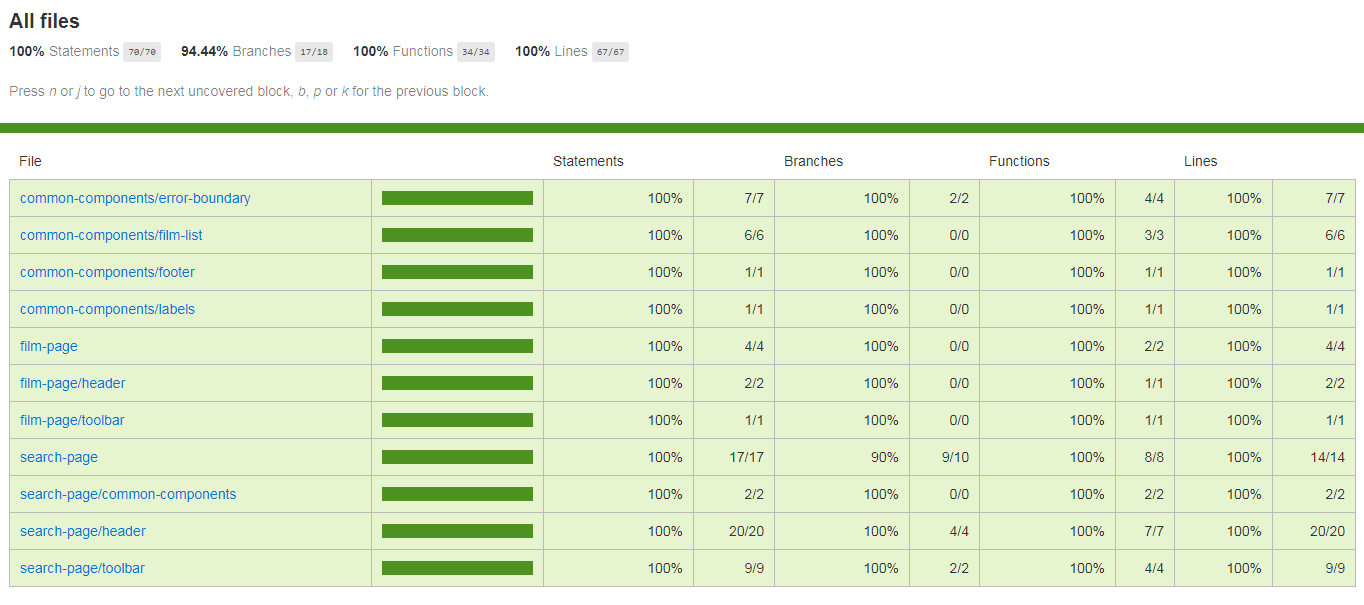 All files
100% Statements 70/70 94.44% Branches 17/18 100% Functions 34/34 100% Lines 67/67
Press n or j to go to the next uncovered block, b, p or k for the previous block.
File Statements Branches Functions Lines
common-components/error-boundary 100% 7/7 100% 2/2 100% 4/4 100% 7/7
common-components/film-list 100% 6/6 100% 0/0 100% 3/3 100% 6/6
common-components/footer 100% 1/1 100% 0/0 100% 1/1 100% 1/1
common-components/labels 100% 1/1 100% 0/0 100% 1/1 100% 1/1
film-page 100% 4/4 100% 0/0 100% 2/2 100% 4/4
film-page/header 100% 2/2 100% 0/0 100% 1/1 100% 2/2
film-page/toolbar 100% 1/1 100% 0/0 100% 1/1 100% 1/1
search-page 100% 17/17 90% 9/10 100% 8/8 100% 14/14
search-page/common-components 100% 2/2 100% 0/0 100% 2/2 100% 2/2
search-page/header 100% 20/20 100% 4/4 100% 7/7 100% 20/20
search-page/toolbar 100% 9/9 100% 2/2 100% 4/4 100% 9/9